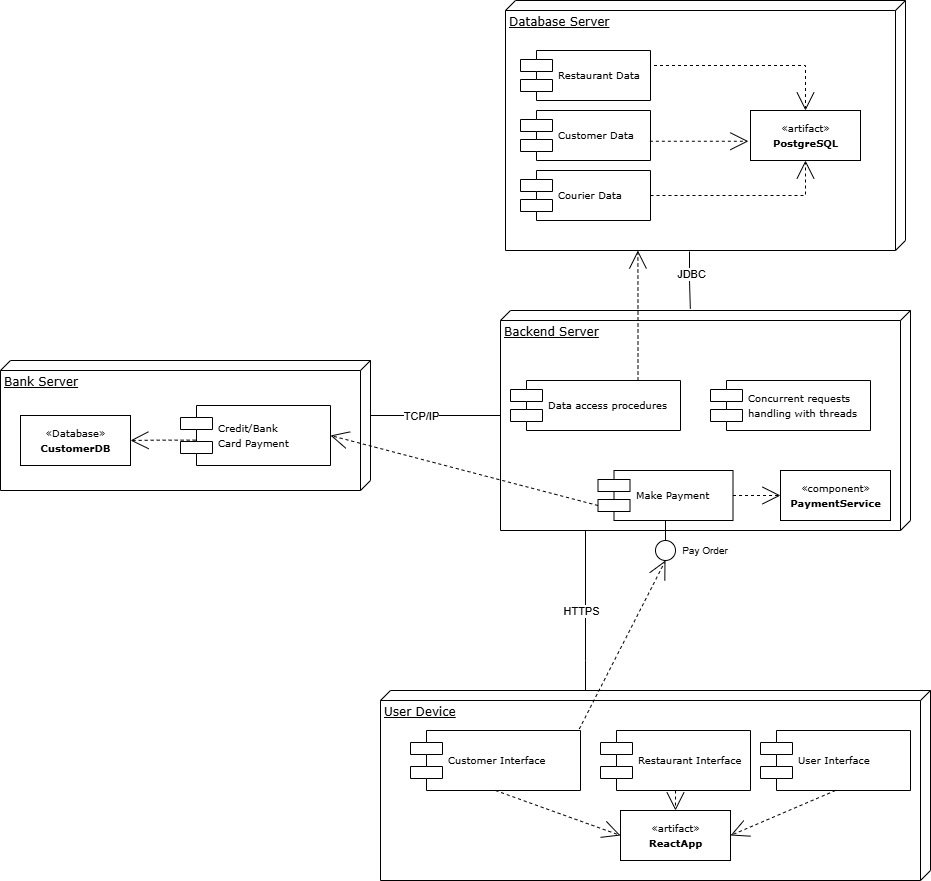 Database Server
Restaurant Data
Customer Data
Courier Data
«artifact»
PostgreSQL
JDBC
Backend Server
Data access procedures
Concurrent requests
handling with threads
Make Payment
«component»
PaymentService
Pay Order
TCP/IP
Bank Server
«Database»
CustomerDB
Credit/Bank
Card Payment
HTTPS
User Device
Customer Interface
Restaurant Interface
User Interface
«artifact»
ReactApp